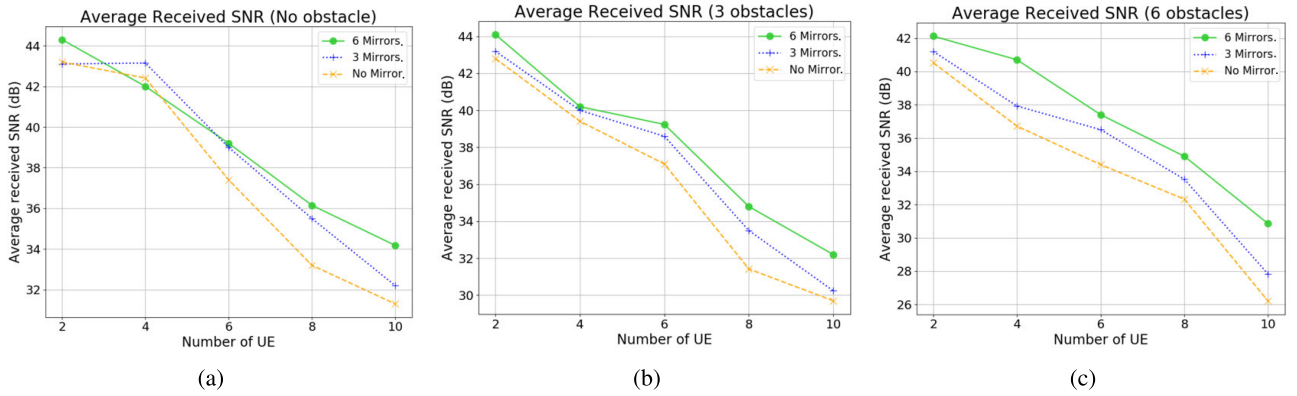 Average Received SNR (No obstacle)
Average received SNR (dB)
44
42
40
38
36
34
32
6 Mirrors.
3 Mirrors.
No Mirror.
2 4 6 8 10
Number of UE
(a)
Average Received SNR (3 obstacles)
Average received SNR (dB)
44
42
40
38
36
34
32
30
6 Mirrors.
3 Mirrors.
No Mirror.
2 4 6 8 10
Number of UE
(b)
Average Received SNR (6 obstacles)
Average received SNR (dB)
42
40
38
36
34
32
30
28
26
6 Mirrors.
3 Mirrors.
No Mirror.
2 4 6 8 10
Number of UE
(c)